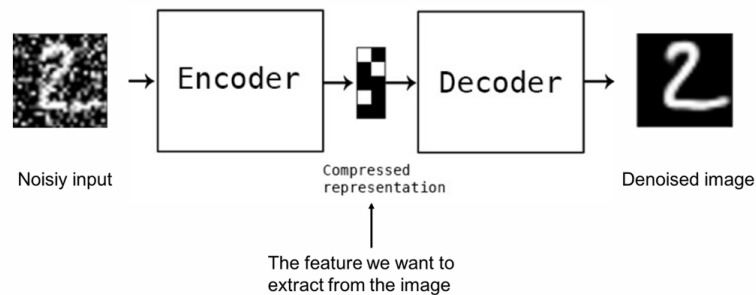 Encoder
Decoder
Noisiy input
Compressed
representation
Denoised image
The feature we want to
extract from the image